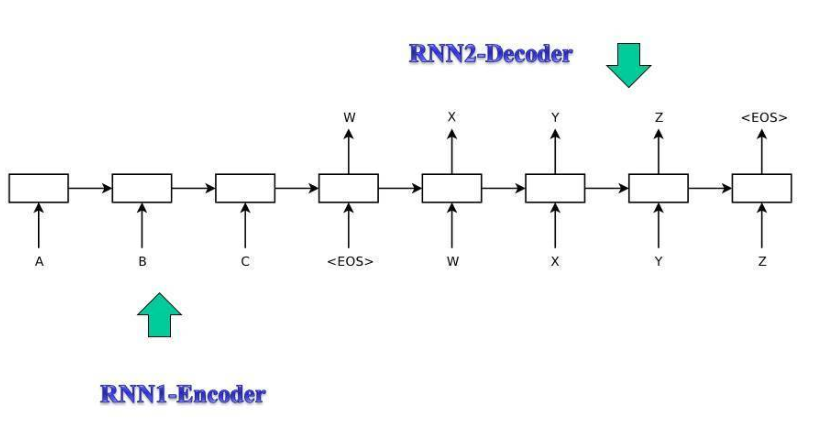 RNN2-Decoder
W X Y Z <EOS>
A B C <EOS> W X Y Z
RNN1-Encoder